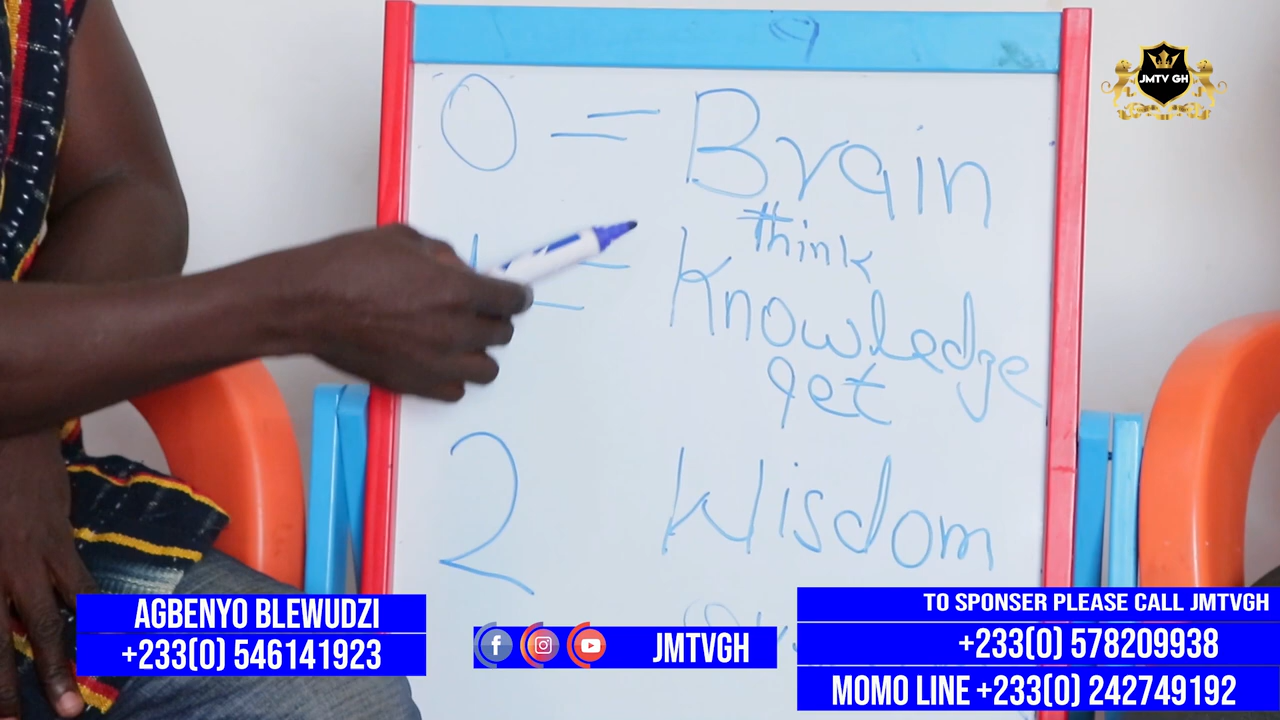 JMTV GH
0 = Brain
think
1 = Knowledge
get
2 Wisdom
AGBENYO BLEWUDZI
+233(0) 546141923
JMTVGH
TO SPONSER PLEASE CALL JMTVGH
+233(0) 578209938
MOMO LINE +233(0) 242749192